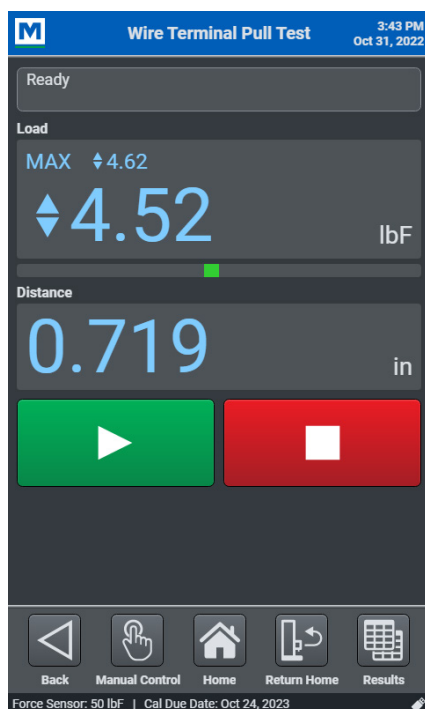 M
Wire Terminal Pull Test
3:43 PM
Oct 31, 2022
Ready
Load
MAX 4.62
4.52
lbF
Distance
0.719
in
Back Manual Control Home Return Home Results
Force Sensor: 50 lbF | Cal Due Date: Oct 24, 2023